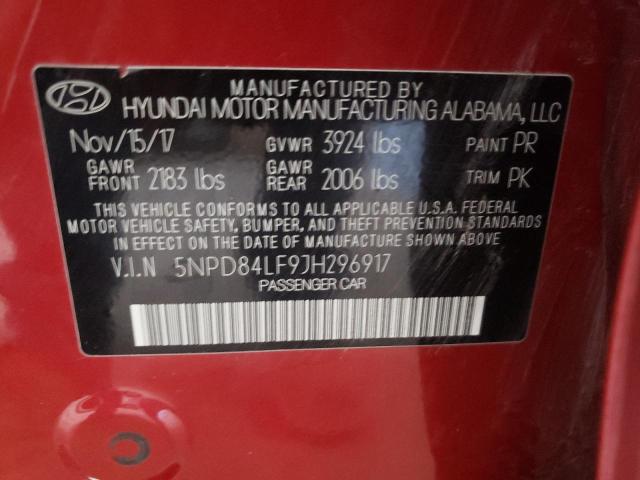 MANUFACTURED BY
HYUNDAI MOTOR MANUFACTURING ALABAMA, LLC
Nov/15/17 GVWR 3924 lbs PAINT PR
GAWR FRONT 2183 lbs GAWR REAR 2006 lbs TRIM PK
THIS VEHICLE CONFORMS TO ALL APPLICABLE U.S.A. FEDERAL
MOTOR VEHICLE SAFETY, BUMPER, AND THEFT PREVENTION STANDARDS
IN EFFECT ON THE DATE OF MANUFACTURE SHOWN ABOVE
V.I.N 5NPD84LF9JH296917
PASSENGER CAR